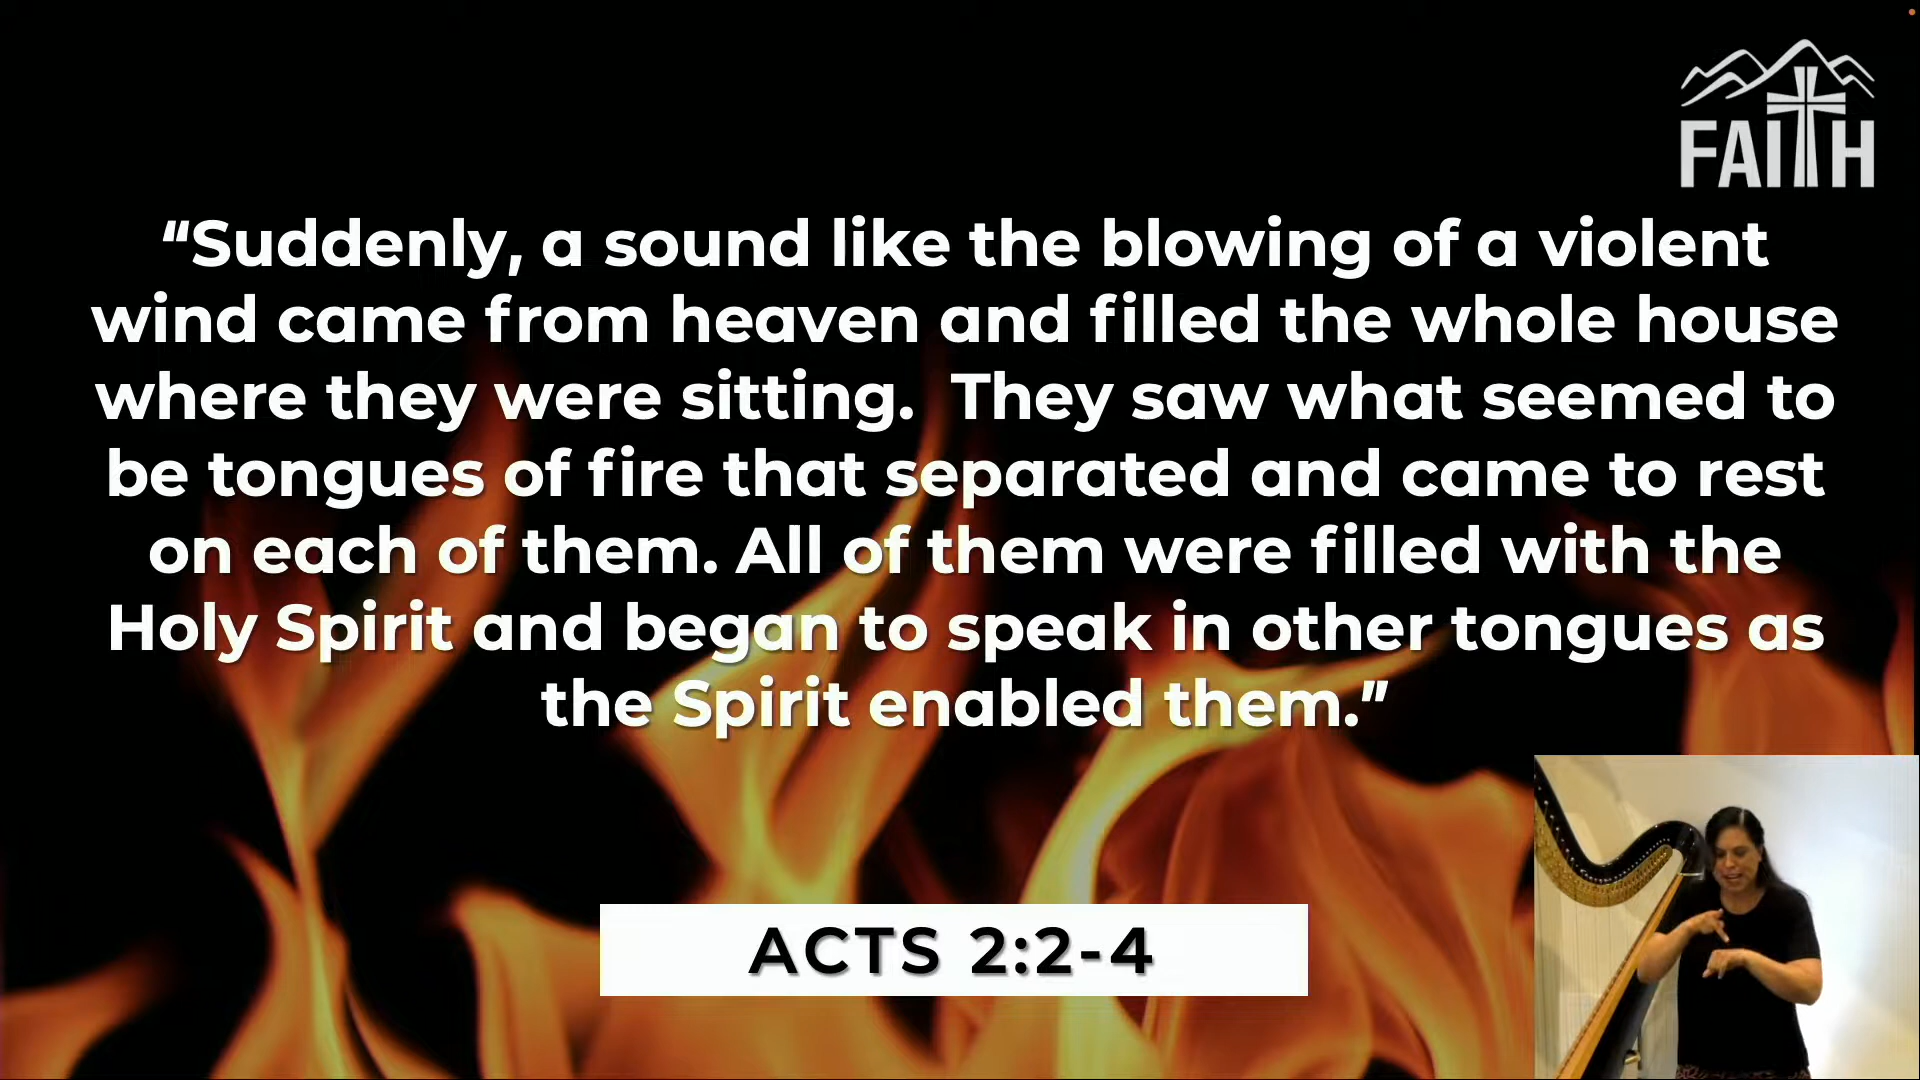 FAITH
“Suddenly, a sound like the blowing of a violent
wind came from heaven and filled the whole house
where they were sitting.  They saw what seemed to
be tongues of fire that separated and came to rest
on each of them. All of them were filled with the
Holy Spirit and began to speak in other tongues as
the Spirit enabled them.”
ACTS 2:2-4